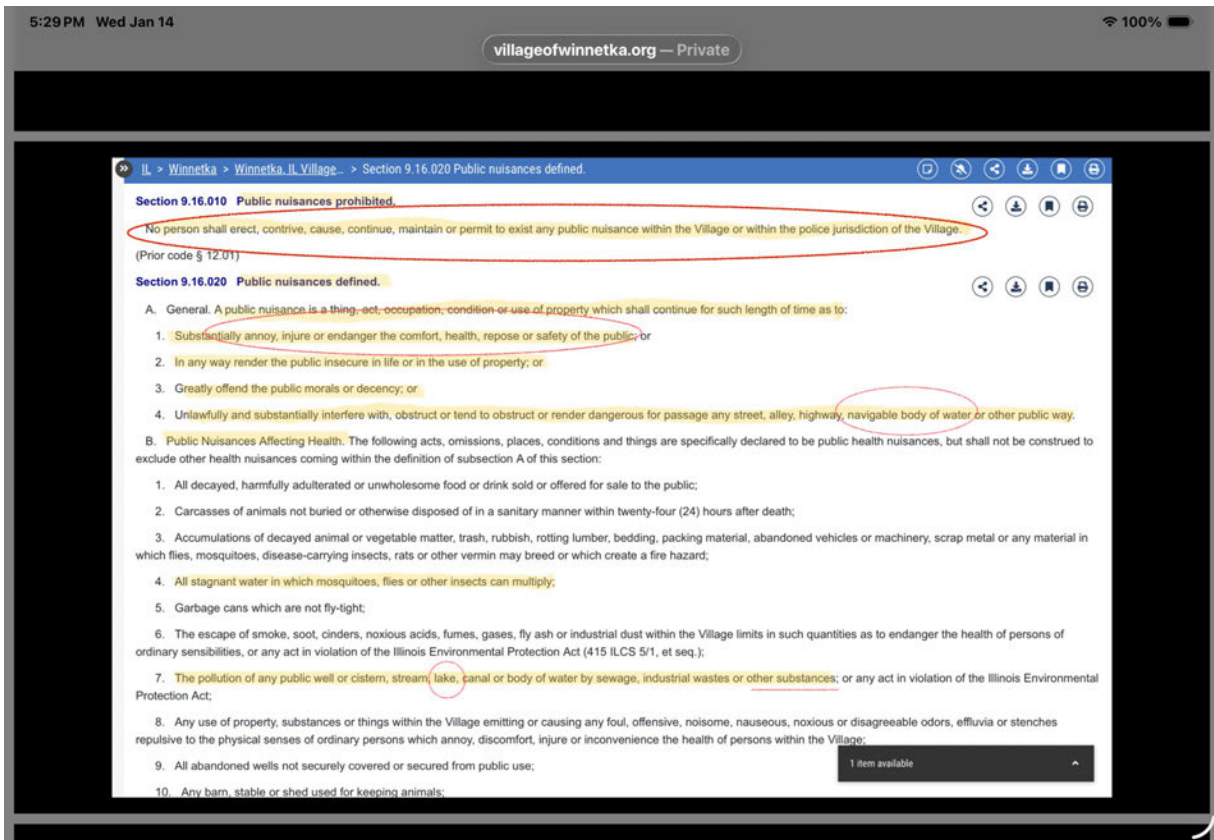 5:29 PM Wed Jan 14
100%
villageofwinnetka.org — Private
IL > Winnetka > Winnetka, IL Village... > Section 9.16.020 Public nuisances defined.
Section 9.16.010 Public nuisances prohibited.
No person shall erect, contrive, cause, continue, maintain or permit to exist any public nuisance within the Village or within the police jurisdiction of the Village.
(Prior code § 12.01)
Section 9.16.020 Public nuisances defined.
A. General. A public nuisance is a thing, act, occupation, condition or use of property which shall continue for such length of time as to:
1. Substantially annoy, injure or endanger the comfort, health, repose or safety of the public; or
2. In any way render the public insecure in life or in the use of property; or
3. Greatly offend the public morals or decency; or
4. Unlawfully and substantially interfere with, obstruct or tend to obstruct or render dangerous for passage any street, alley, highway, navigable body of water or other public way.
B. Public Nuisances Affecting Health. The following acts, omissions, places, conditions and things are specifically declared to be public health nuisances, but shall not be construed to
exclude other health nuisances coming within the definition of subsection A of this section:
1. All decayed, harmfully adulterated or unwholesome food or drink sold or offered for sale to the public;
2. Carcasses of animals not buried or otherwise disposed of in a sanitary manner within twenty-four (24) hours after death;
3. Accumulations of decayed animal or vegetable matter, trash, rubbish, rotting lumber, bedding, packing material, abandoned vehicles or machinery, scrap metal or any material in
which flies, mosquitoes, disease-carrying insects, rats or other vermin may breed or which create a fire hazard;
4. All stagnant water in which mosquitoes, flies or other insects can multiply;
5. Garbage cans which are not fly-tight;
6. The escape of smoke, soot, cinders, noxious acids, fumes, gases, fly ash or industrial dust within the Village limits in such quantities as to endanger the health of persons of
ordinary sensibilities, or any act in violation of the Illinois Environmental Protection Act (415 ILCS 5/1, et seq.);
7. The pollution of any public well or cistern, stream, lake, canal or body of water by sewage, industrial wastes or other substances; or any act in violation of the Illinois Environmental
Protection Act;
8. Any use of property, substances or things within the Village emitting or causing any foul, offensive, noisome, nauseous, noxious or disagreeable odors, effluvia or stenches
repulsive to the physical senses of ordinary persons which annoy, discomfort, injure or inconvenience the health of persons within the Village;
9. All abandoned wells not securely covered or secured from public use;
1 item available
10. Any barn, stable or shed used for keeping animals;